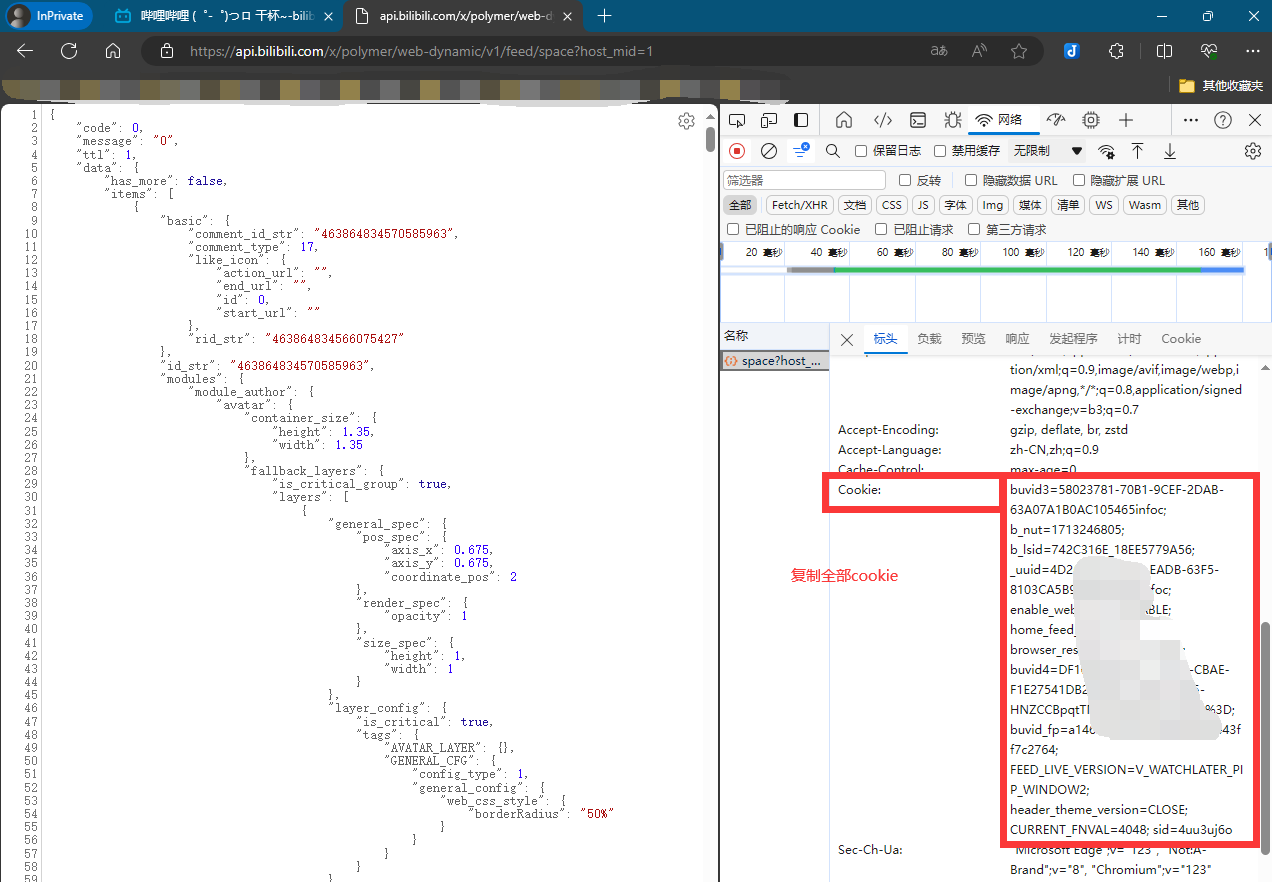 InPrivate
哔哩哔哩 (゜-゜)つロ 干杯~-bilib
api.bilibili.com/x/polymer/web-d
https://api.bilibili.com/x/polymer/web-dynamic/v1/feed/space?host_mid=1
其他收藏夹
1 {
2 "code": 0,
3 "message": "0",
4 "ttl": 1,
5 "data": {
6 "has_more": false,
7 "items": [
8 {
9 "basic": {
10 "comment_id_str": "463864834570585963",
11 "comment_type": 17,
12 "like_icon": {
13 "action_url": "",
14 "end_url": "",
15 "id": 0,
16 "start_url": ""
17 },
18 "rid_str": "463864834566075427"
19 },
20 "id_str": "463864834570585963",
21 "modules": {
22 "module_author": {
23 "avatar": {
24 "container_size": {
25 "height": 1.35,
26 "width": 1.35
27 },
28 "fallback_layers": {
29 "is_critical_group": true,
30 "layers": [
31 {
32 "general_spec": {
33 "pos_spec": {
34 "axis_x": 0.675,
35 "axis_y": 0.675,
36 "coordinate_pos": 2
37 },
38 "render_spec": {
39 "opacity": 1
40 },
41 "size_spec": {
42 "height": 1,
43 "width": 1
44 }
45 },
46 "layer_config": {
47 "is_critical": true,
48 "tags": {
49 "AVATAR_LAYER": {},
50 "GENERAL_CFG": {
51 "config_type": 1,
52 "general_config": {
53 "web_css_style": {
54 "borderRadius": "50%"
55 }
56 }
57 }
58 }
59 }
网络
保留日志 禁用缓存 无限制
筛选器 反转 隐藏数据 URL 隐藏扩展 URL
全部 Fetch/XHR 文档 CSS JS 字体 Img 媒体 清单 WS Wasm 其他
已阻止的响应 Cookie 已阻止请求 第三方请求
20 毫秒 40 毫秒 60 毫秒 80 毫秒 100 毫秒 120 毫秒 140 毫秒 160 毫秒
名称
space?host_...
标头 负载 预览 响应 发起程序 计时 Cookie
tion/xml;q=0.9,image/avif,image/webp,i
mage/apng,*/*;q=0.8,application/signed
-exchange;v=b3;q=0.7
Accept-Encoding: gzip, deflate, br, zstd
Accept-Language: zh-CN,zh;q=0.9
Cache-Control: max-age=0
Cookie: buvid3=58023781-70B1-9CEF-2DAB-
63A07A1B0AC105465infoc;
b_nut=1713246805;
b_lsid=742C316E_18EE5779A56;
_uuid=4D2 EADB-63F5-
8103CA5B9 foc;
enable_web BLE;
home_feed_
browser_res ;
buvid4=DF1 -CBAE-
F1E27541DB2 -
HNZCCBpqtT %3D;
buvid_fp=a14 43f
f7c2764;
FEED_LIVE_VERSION=V_WATCHLATER_PI
P_WINDOW2;
header_theme_version=CLOSE;
CURRENT_FNVAL=4048; sid=4uu3uj6o
复制全部cookie
Sec-Ch-Ua: "Microsoft Edge";v="123", "Not:A-
Brand";v="8", "Chromium";v="123"